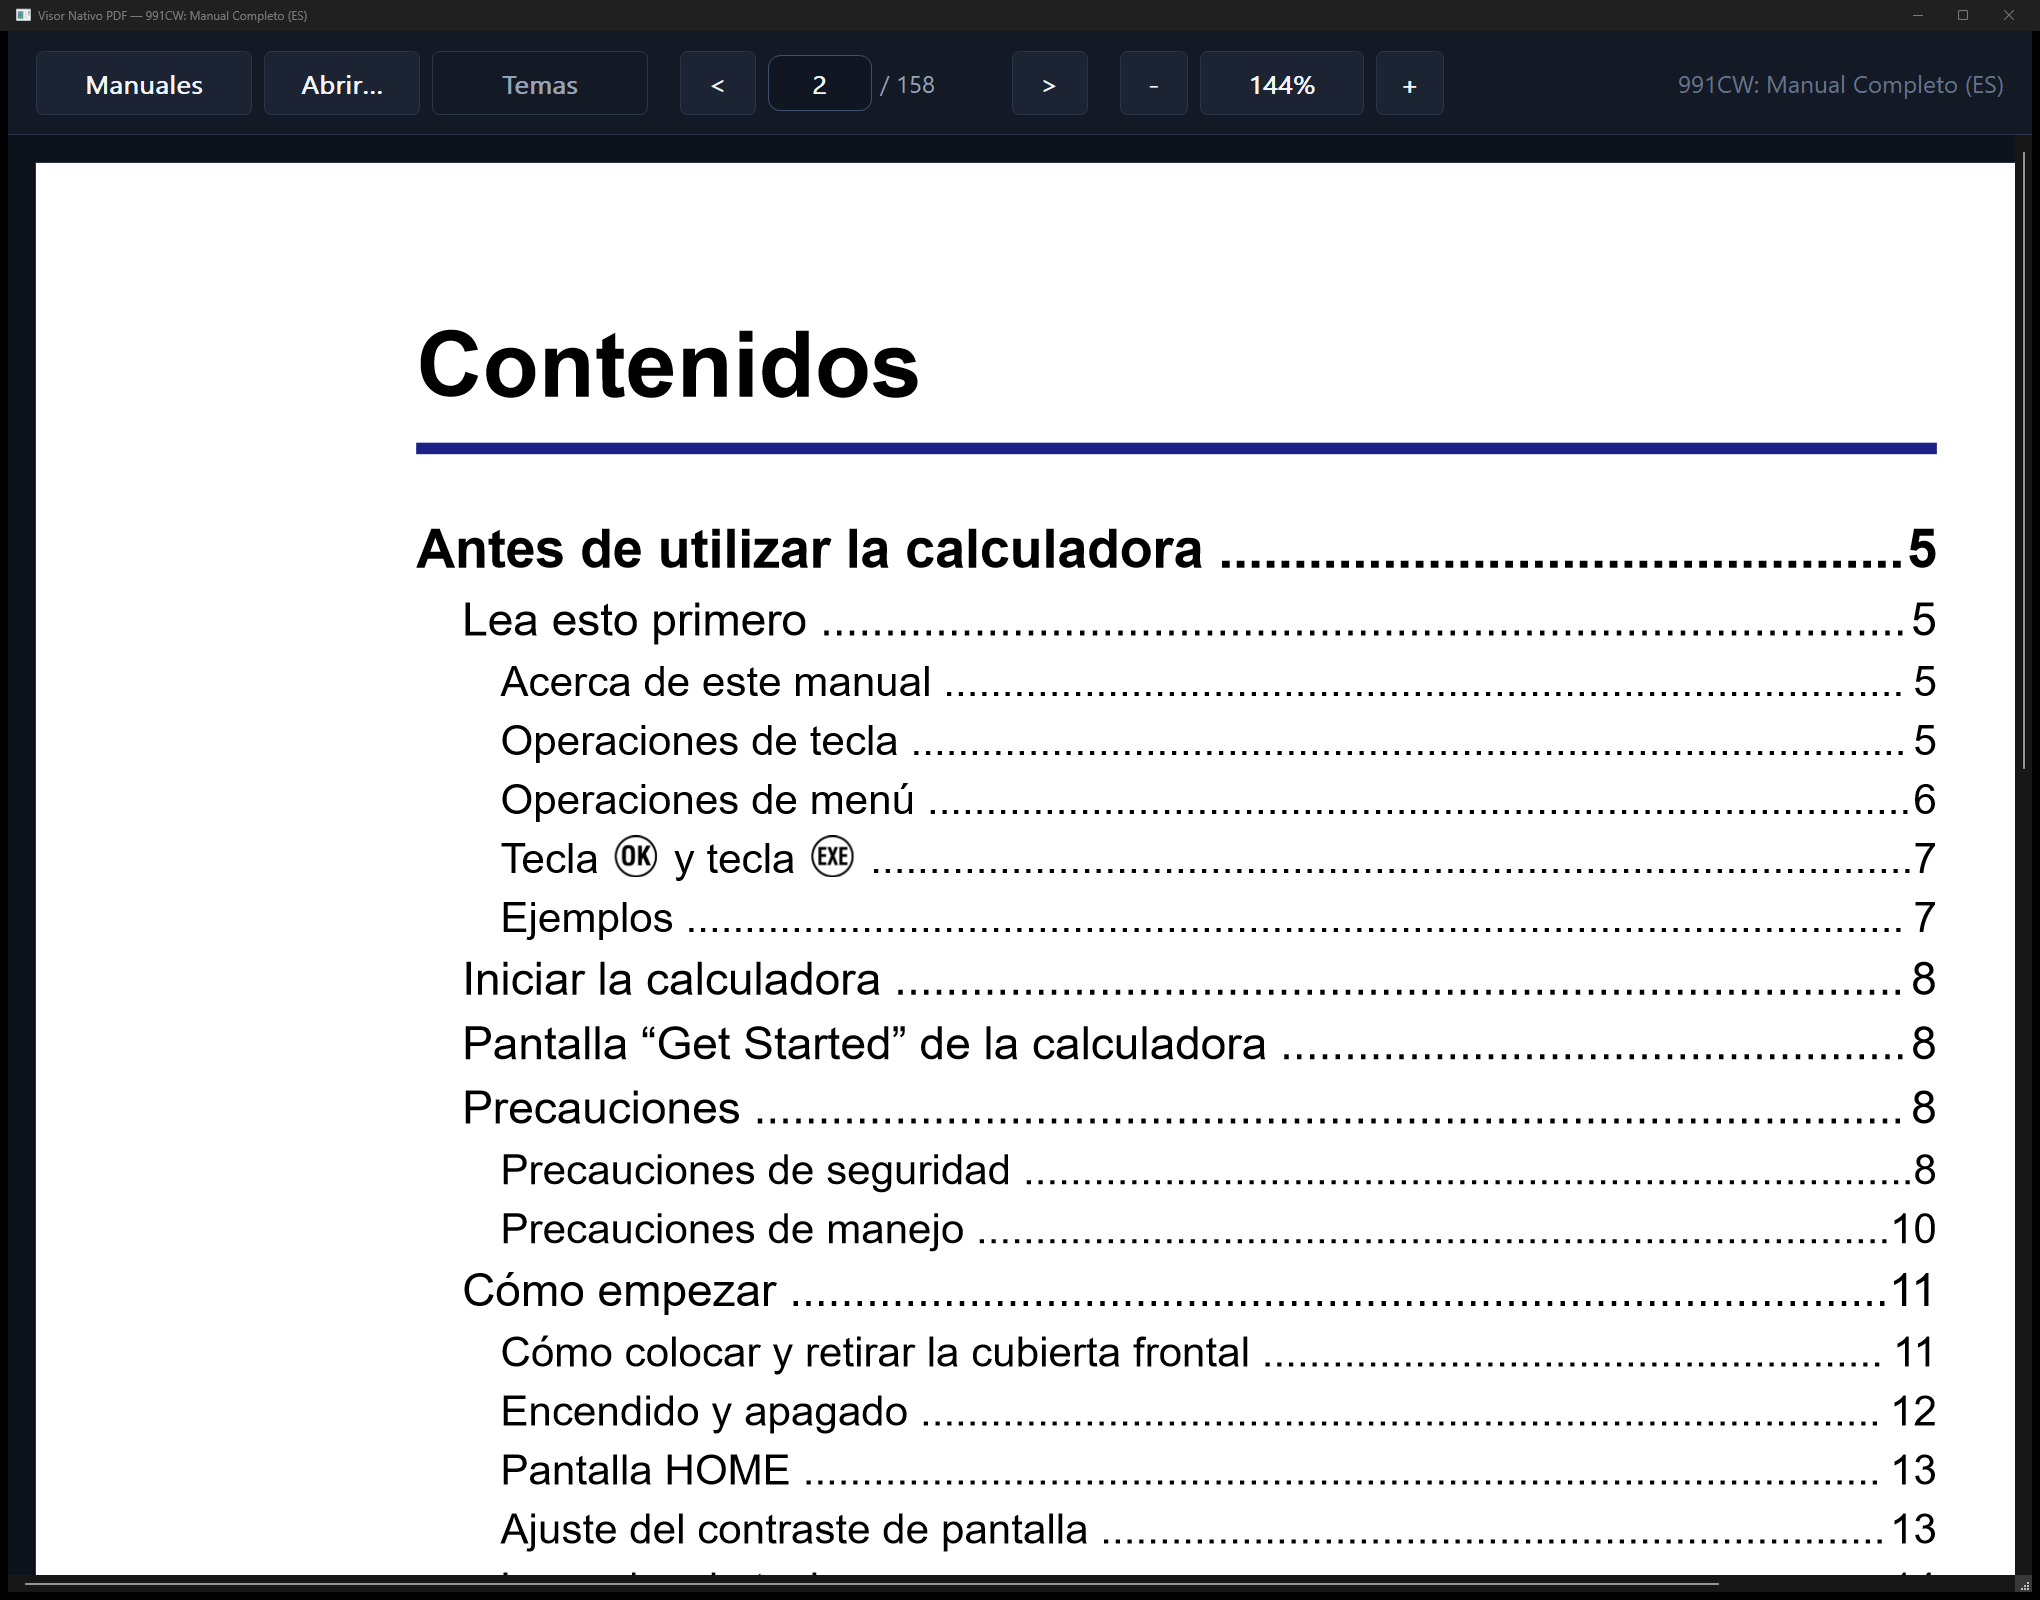 Visor Nativo PDF — 991CW: Manual Completo (ES)
Manuales Abrir... Temas < 2 / 158 > - 144% + 991CW: Manual Completo (ES)
Contenidos
Antes de utilizar la calculadora ..............................................5
Lea esto primero .....................................................................................5
Acerca de este manual ........................................................................... 5
Operaciones de tecla ..............................................................................5
Operaciones de menú .............................................................................6
Tecla OK y tecla EXE .................................................................................7
Ejemplos ............................................................................................... 7
Iniciar la calculadora ............................................................................... 8
Pantalla “Get Started” de la calculadora .................................................8
Precauciones .......................................................................................... 8
Precauciones de seguridad .....................................................................8
Precauciones de manejo .......................................................................10
Cómo empezar ......................................................................................11
Cómo colocar y retirar la cubierta frontal ................................................ 11
Encendido y apagado ........................................................................... 12
Pantalla HOME ..................................................................................... 13
Ajuste del contraste de pantalla ............................................................. 13